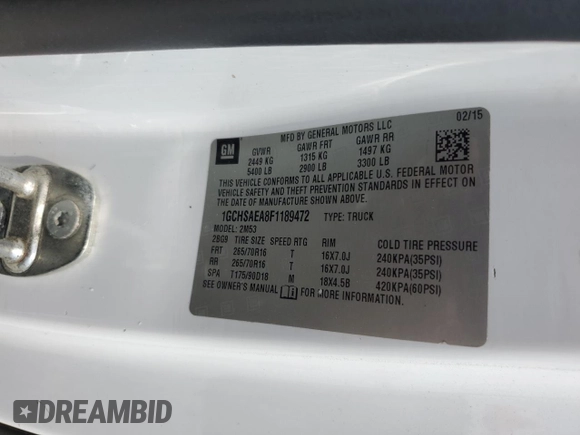 02/15
MFD BY GENERAL MOTORS LLC
GM
GVWR GAWR FRT GAWR RR
2449 KG 1315 KG 1497 KG
5400 LB 2900 LB 3300 LB
THIS VEHICLE CONFORMS TO ALL APPLICABLE U.S. FEDERAL MOTOR
VEHICLE SAFETY AND THEFT PREVENTION STANDARDS IN EFFECT ON
THE DATE OF MANUFACTURE SHOWN ABOVE.
1GCHSAEA8F1189472 TYPE: TRUCK
MODEL: 2M53
2BG9 TIRE SIZE SPEED RTG RIM COLD TIRE PRESSURE
FRT 265/70R16 T 16X7.0J 240KPA(35PSI)
RR 265/70R16 T 16X7.0J 240KPA(35PSI)
SPA T175/90D18 M 18X4.5B 420KPA(60PSI)
SEE OWNER'S MANUAL FOR MORE INFORMATION.
DREAMBID